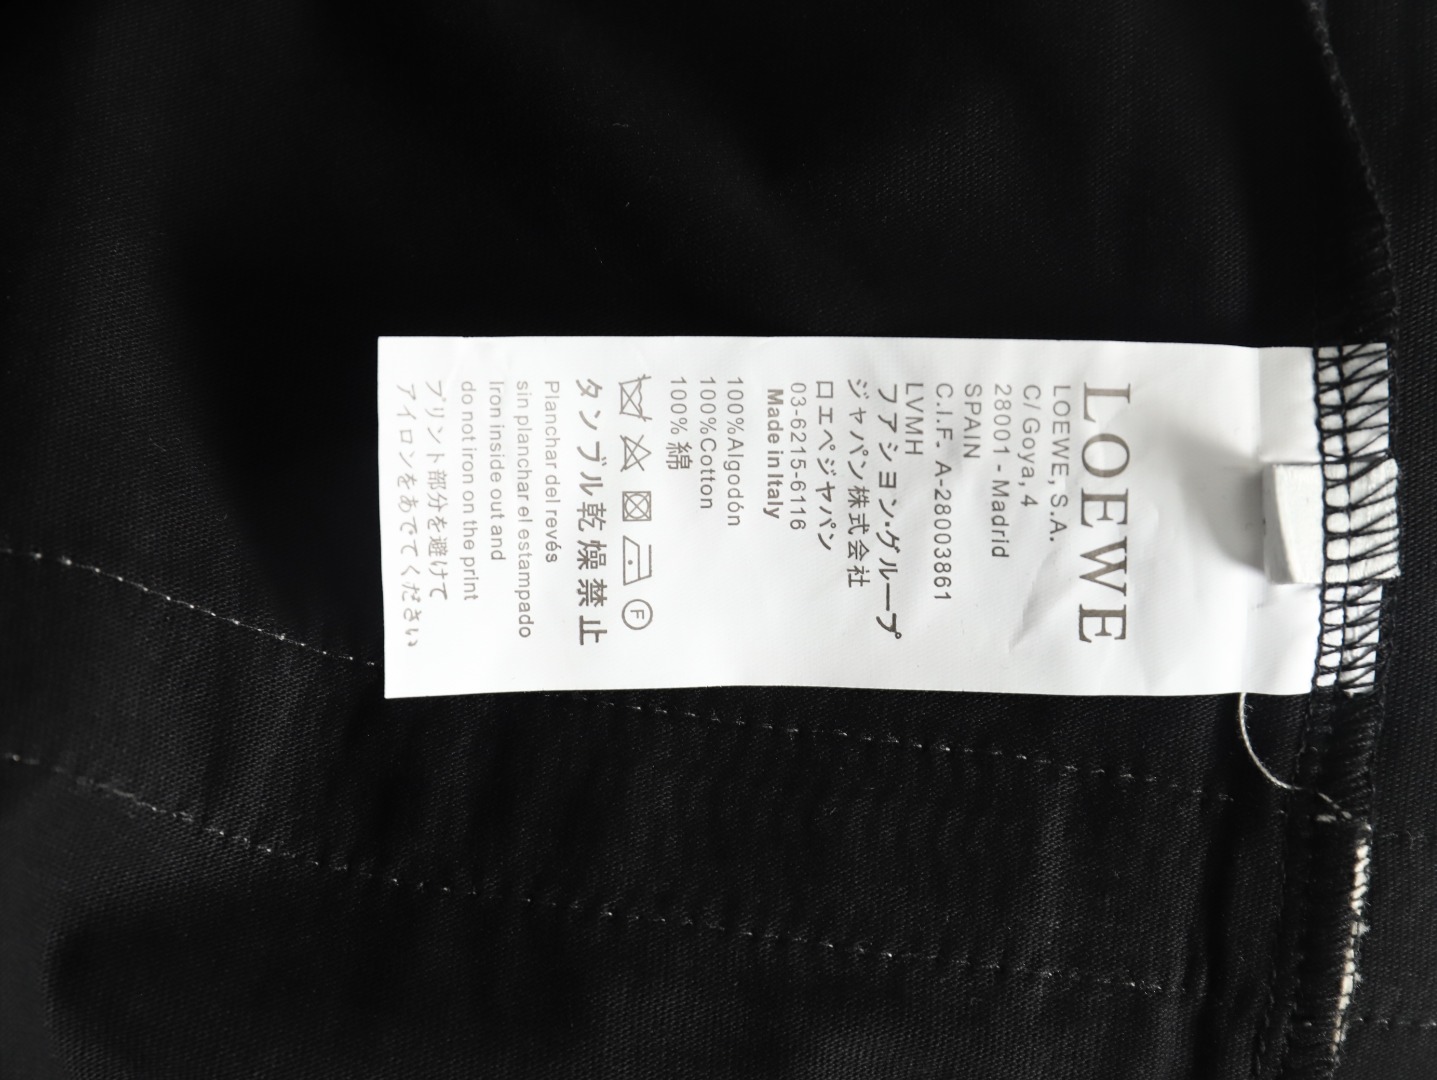 LOEWE
LOEWE, S.A.
C/ Goya, 4
28001 - Madrid
SPAIN
C.I.F. A-28003861
LVMH
ファション·グループ
ジャパン株式会社
ロエベジャパン
03-6215-6116
Made in Italy
100%Algodón
100%Cotton
100% 綿
F
タンブル乾燥禁止
Planchar del revés
sin planchar el estampado
Iron inside out and
do not iron on the print
プリント部分を避けて
アイロンをあでてください